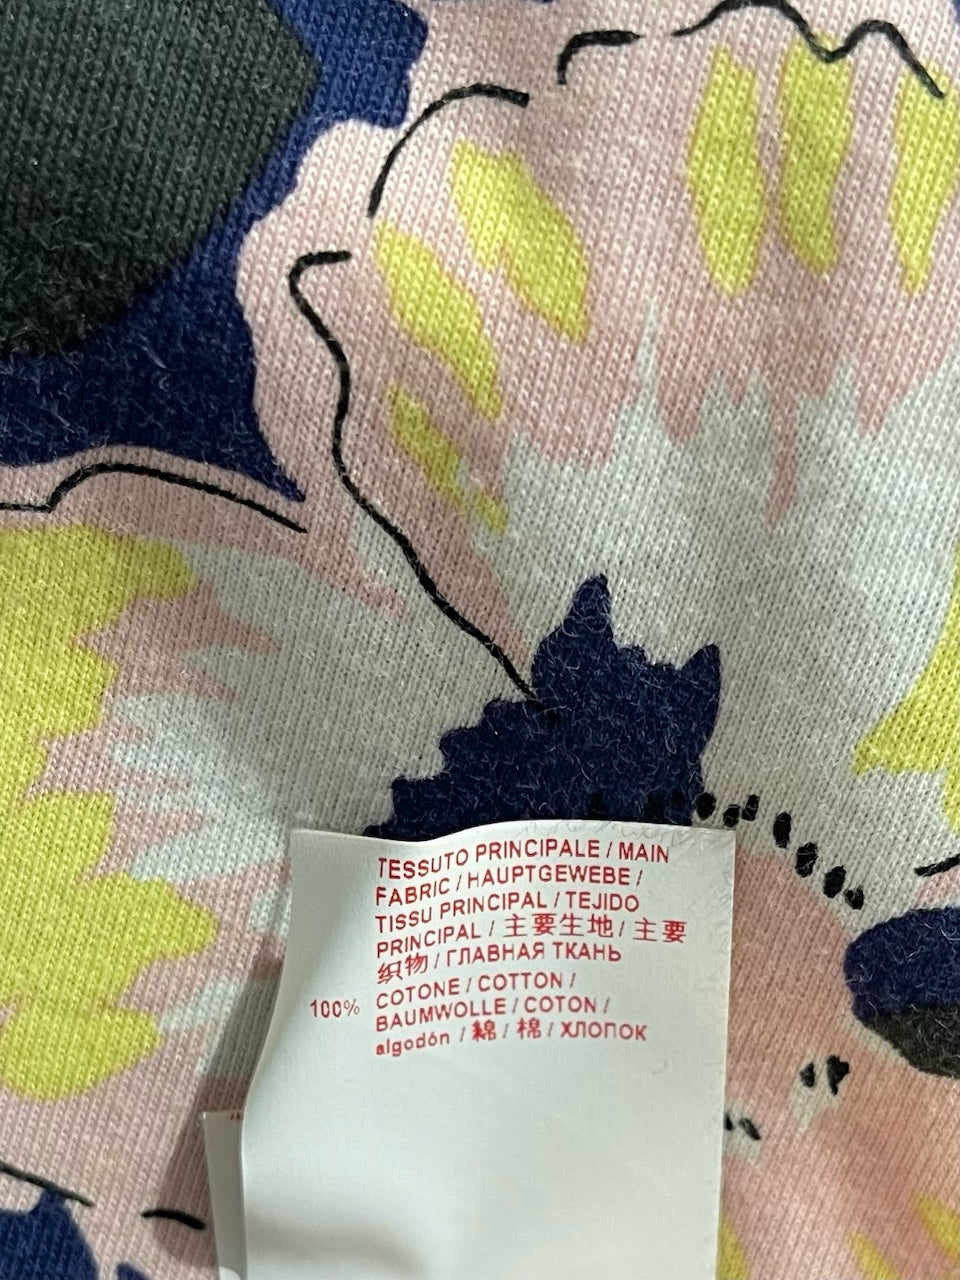 TESSUTO PRINCIPALE / MAIN
FABRIC / HAUPTGEWEBE /
TISSU PRINCIPAL / TEJIDO
PRINCIPAL / 主要生地 / 主要
织物 / ГЛАВНАЯ ТКАНЬ
100% COTONE / COTTON /
BAUMWOLLE / COTON /
algodón / 綿 / 棉 / ХЛОПОК